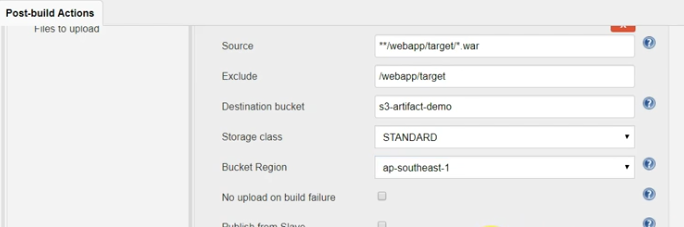 Post-build Actions
Files to upload
Source
**/webapp/target/*.war
Exclude
/webapp/target
Destination bucket
s3-artifact-demo
Storage class
STANDARD
Bucket Region
ap-southeast-1
No upload on build failure
Publish from Slave